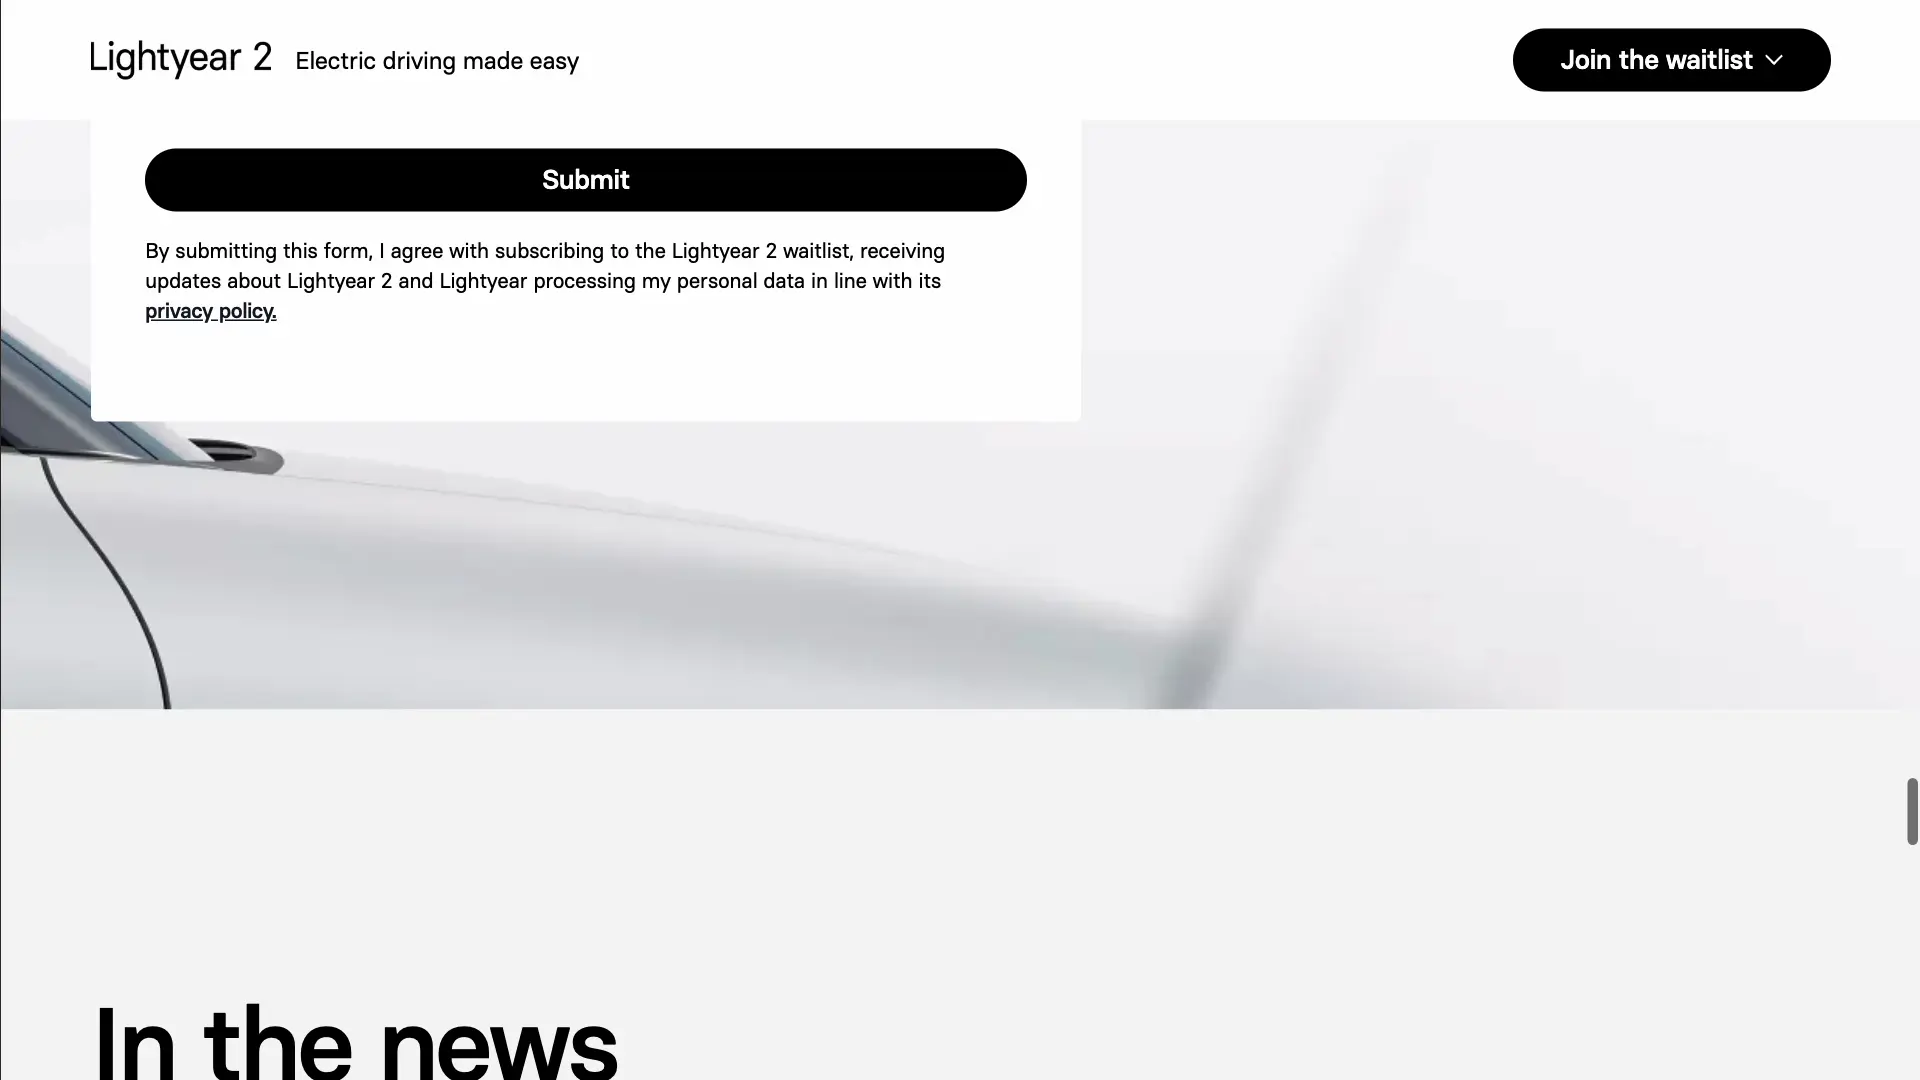 Lightyear 2 Electric driving made easy
Join the waitlist
Submit
By submitting this form, I agree with subscribing to the Lightyear 2 waitlist, receiving
updates about Lightyear 2 and Lightyear processing my personal data in line with its
privacy policy.
In the news